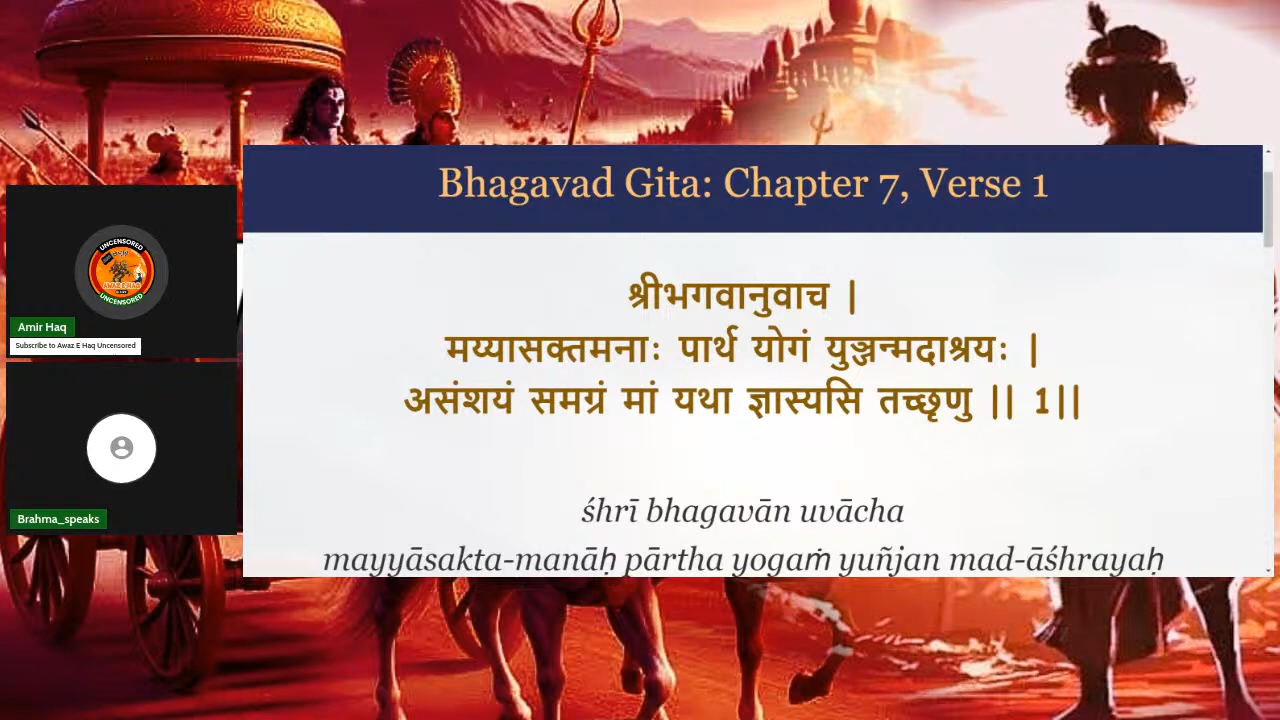 Bhagavad Gita: Chapter 7, Verse 1
श्रीभगवानुवाच |
मय्यासक्तमनाः पार्थ योगं युञ्जन्मदाश्रयः |
असंशयं समग्रं मां यथा ज्ञास्यसि तच्छृणु || 1||
śhrī bhagavān uvācha
mayyāsakta-manāḥ pārtha yogaṁ yuñjan mad-āśhrayaḥ
UNCENSORED
UNCENSORED
Amir Haq
Subscribe to Awaz E Haq Uncensored
Brahma_speaks